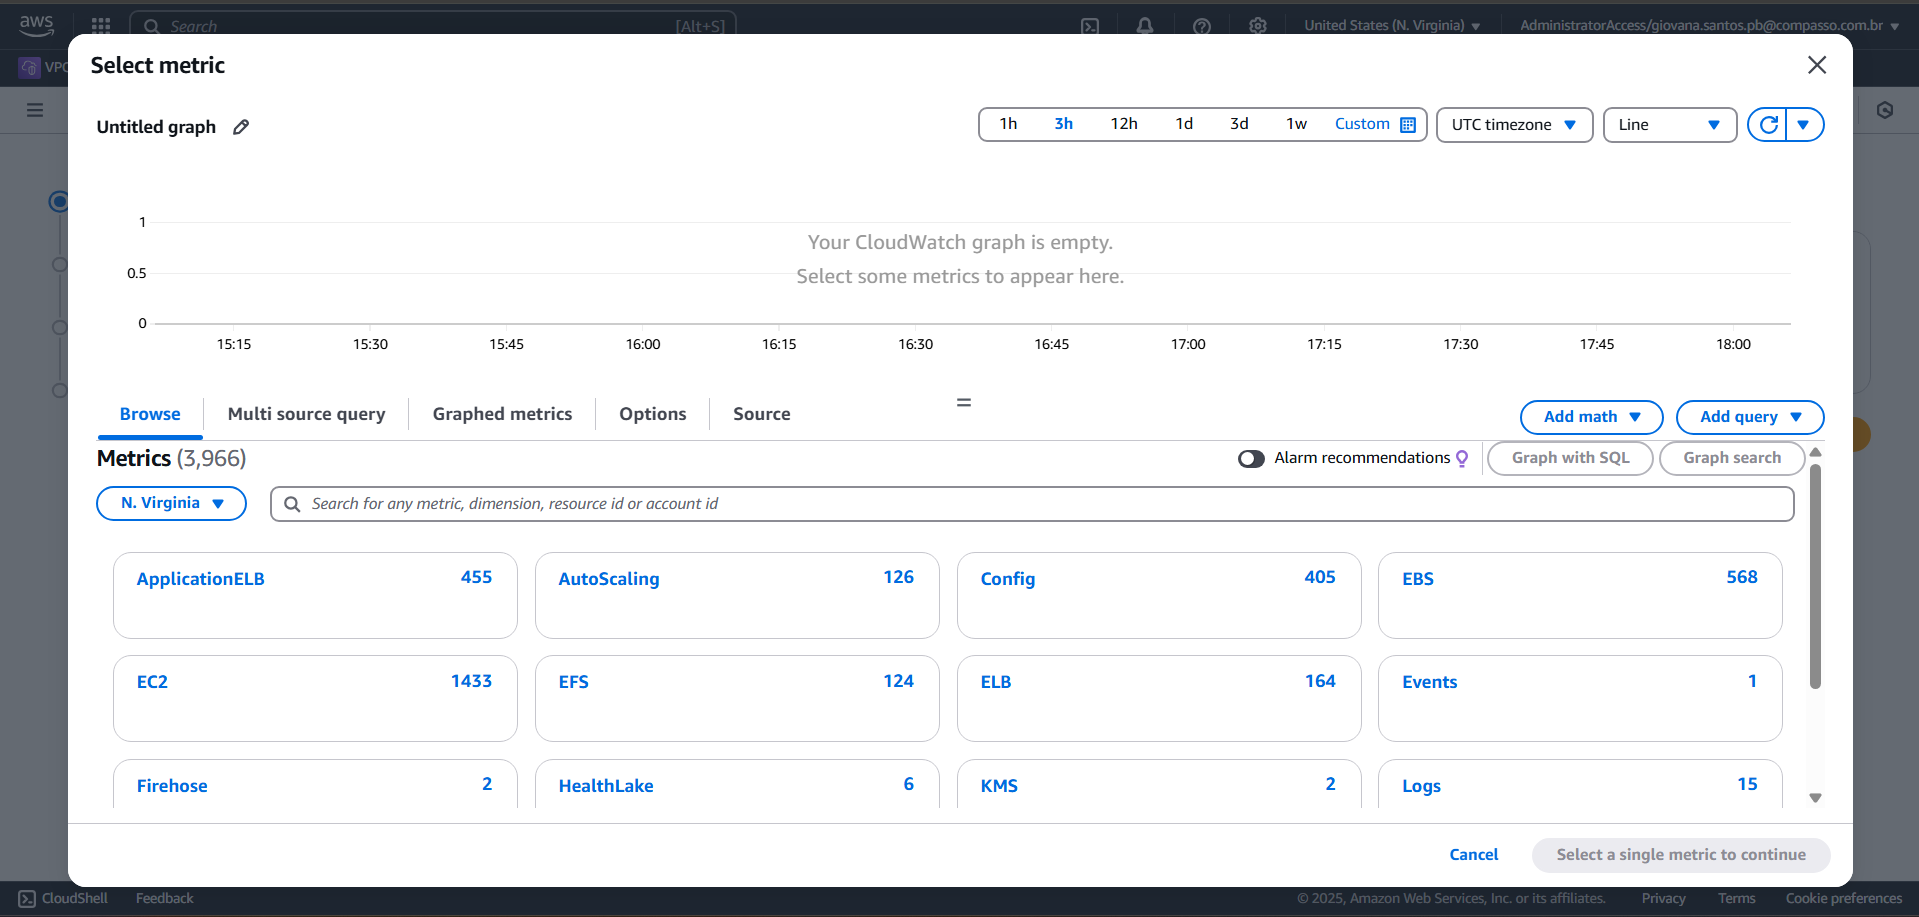 aws
Search
[Alt+S]
United States (N. Virginia)
AdministratorAccess/giovana.santos.pb@compasso.com.br
VPC
Select metric
Untitled graph
1h 3h 12h 1d 3d 1w Custom
UTC timezone
Line
1
0.5
0
Your CloudWatch graph is empty.
Select some metrics to appear here.
15:15 15:30 15:45 16:00 16:15 16:30 16:45 17:00 17:15 17:30 17:45 18:00
Browse Multi source query Graphed metrics Options Source
Add math Add query
Metrics (3,966)
Alarm recommendations
Graph with SQL Graph search
N. Virginia
Search for any metric, dimension, resource id or account id
ApplicationELB 455 AutoScaling 126 Config 405 EBS 568
EC2 1433 EFS 124 ELB 164 Events 1
Firehose 2 HealthLake 6 KMS 2 Logs 15
Cancel Select a single metric to continue
CloudShell Feedback © 2025, Amazon Web Services, Inc. or its affiliates. Privacy Terms Cookie preferences